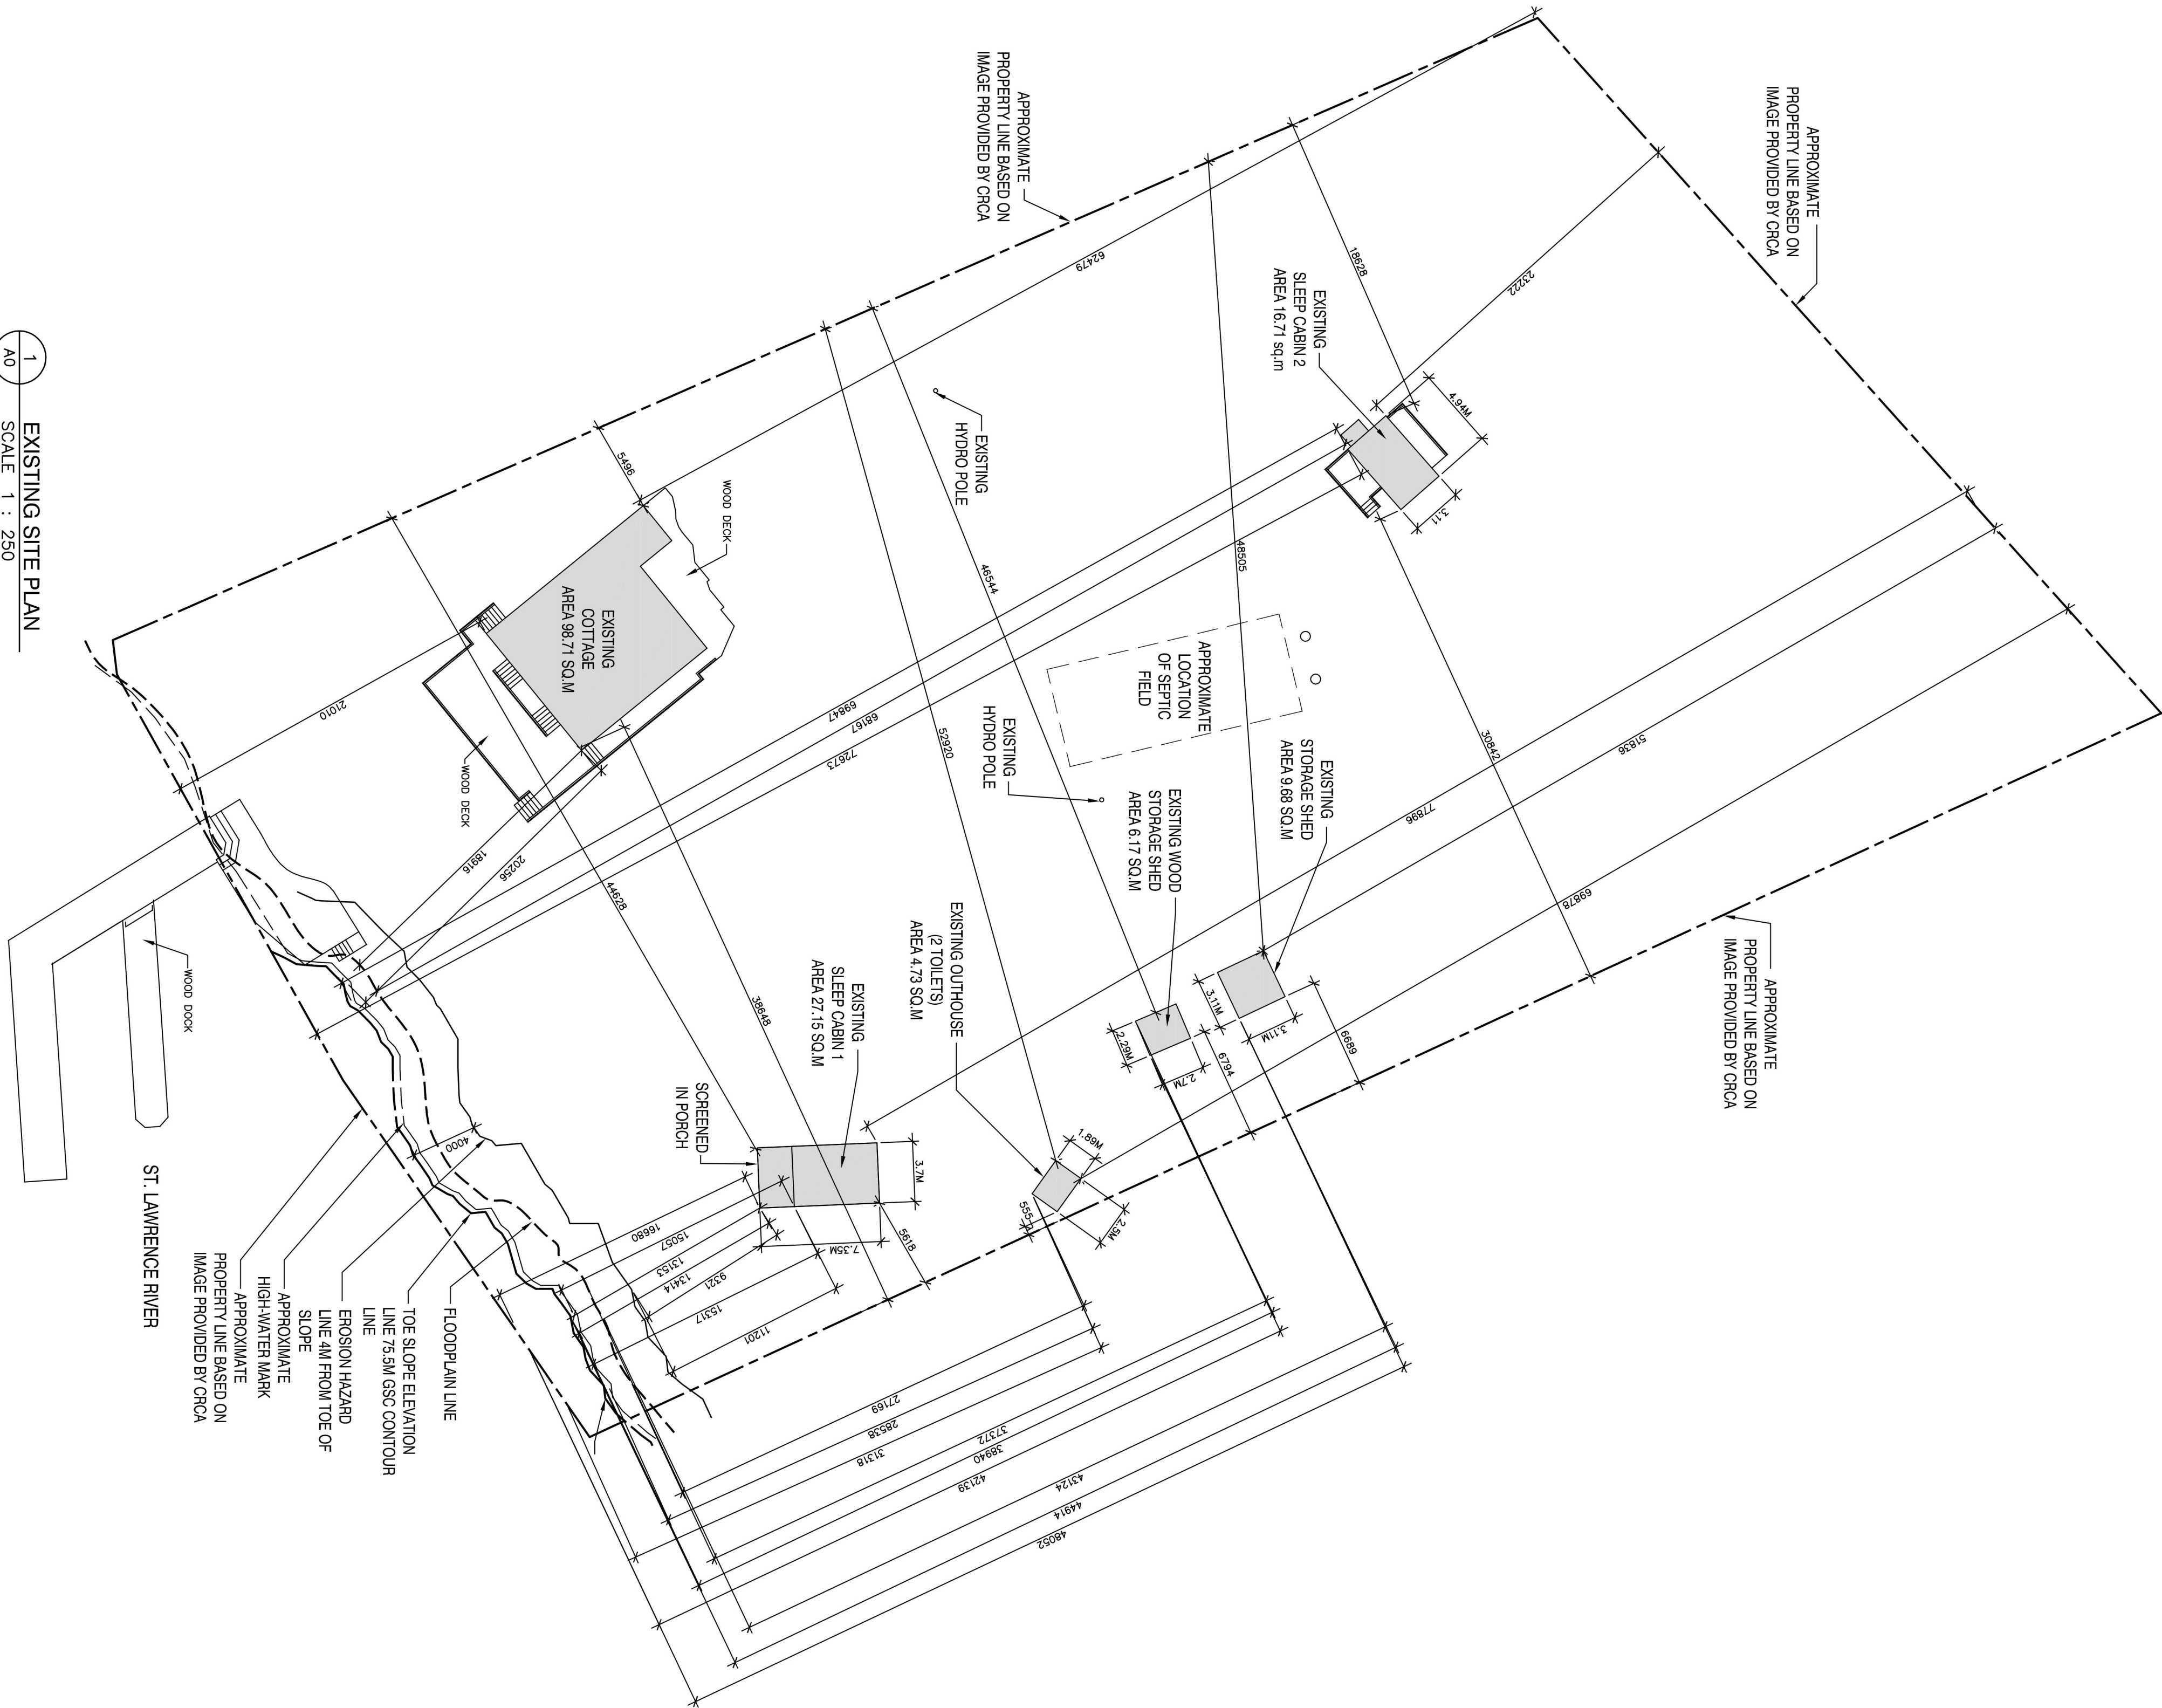 APPROXIMATE
PROPERTY LINE BASED ON
IMAGE PROVIDED BY CRCA
APPROXIMATE
PROPERTY LINE BASED ON
IMAGE PROVIDED BY CRCA
APPROXIMATE
PROPERTY LINE BASED ON
IMAGE PROVIDED BY CRCA
62479
18628
23222
EXISTING
SLEEP CABIN 2
AREA 16.71 sq.m
4.94M
3.11
EXISTING
HYDRO POLE
5496
WOOD DECK
EXISTING
COTTAGE
AREA 98.71 SQ.M
WOOD DECK
21010
46544
48505
52920
APPROXIMATE
LOCATION
OF SEPTIC
FIELD
EXISTING
HYDRO POLE
69847
68167
72673
30842
51836
77896
69878
EXISTING
STORAGE SHED
AREA 9.68 SQ.M
3.11M
3.11M
6689
EXISTING WOOD
STORAGE SHED
AREA 6.17 SQ.M
2.29M
2.7M
6794
EXISTING OUTHOUSE
(2 TOILETS)
AREA 4.73 SQ.M
1.89M
2.5M
555
18916
20256
44628
38648
EXISTING
SLEEP CABIN 1
AREA 27.15 SQ.M
SCREENED
IN PORCH
3.7M
7.35M
5618
16680
15057
13153
13414
9321
15317
11201
4000
27169
28538
31318
37372
38940
42139
43124
44914
48052
WOOD DOCK
ST. LAWRENCE RIVER
FLOODPLAIN LINE
TOE SLOPE ELEVATION
LINE 75.5M GSC CONTOUR
LINE
EROSION HAZARD
LINE 4M FROM TOE OF
SLOPE
APPROXIMATE
HIGH-WATER MARK
APPROXIMATE
PROPERTY LINE BASED ON
IMAGE PROVIDED BY CRCA
1
A0
EXISTING SITE PLAN
SCALE 1 : 250